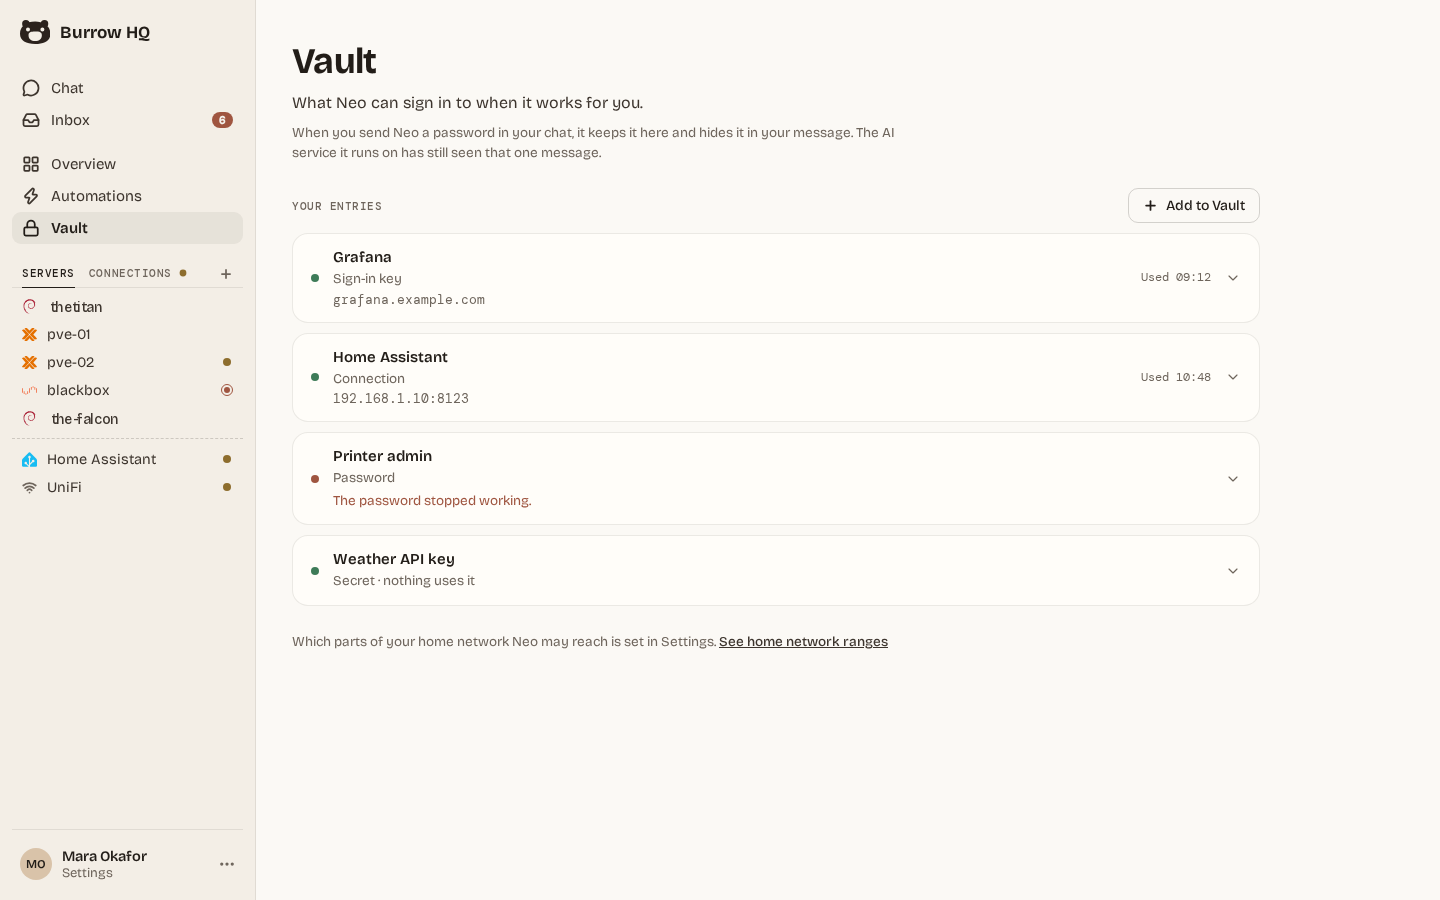 Burrow HQ
Chat
Inbox
6
Overview
Automations
Vault
SERVERS
CONNECTIONS
thetitan
pve-01
pve-02
blackbox
the-falcon
Home Assistant
UniFi
MO
Mara Okafor
Settings
Vault
What Neo can sign in to when it works for you.
When you send Neo a password in your chat, it keeps it here and hides it in your message. The AI
service it runs on has still seen that one message.
YOUR ENTRIES
Add to Vault
Grafana
Sign-in key
grafana.example.com
Used 09:12
Home Assistant
Connection
192.168.1.10:8123
Used 10:48
Printer admin
Password
The password stopped working.
Weather API key
Secret · nothing uses it
Which parts of your home network Neo may reach is set in Settings. See home network ranges